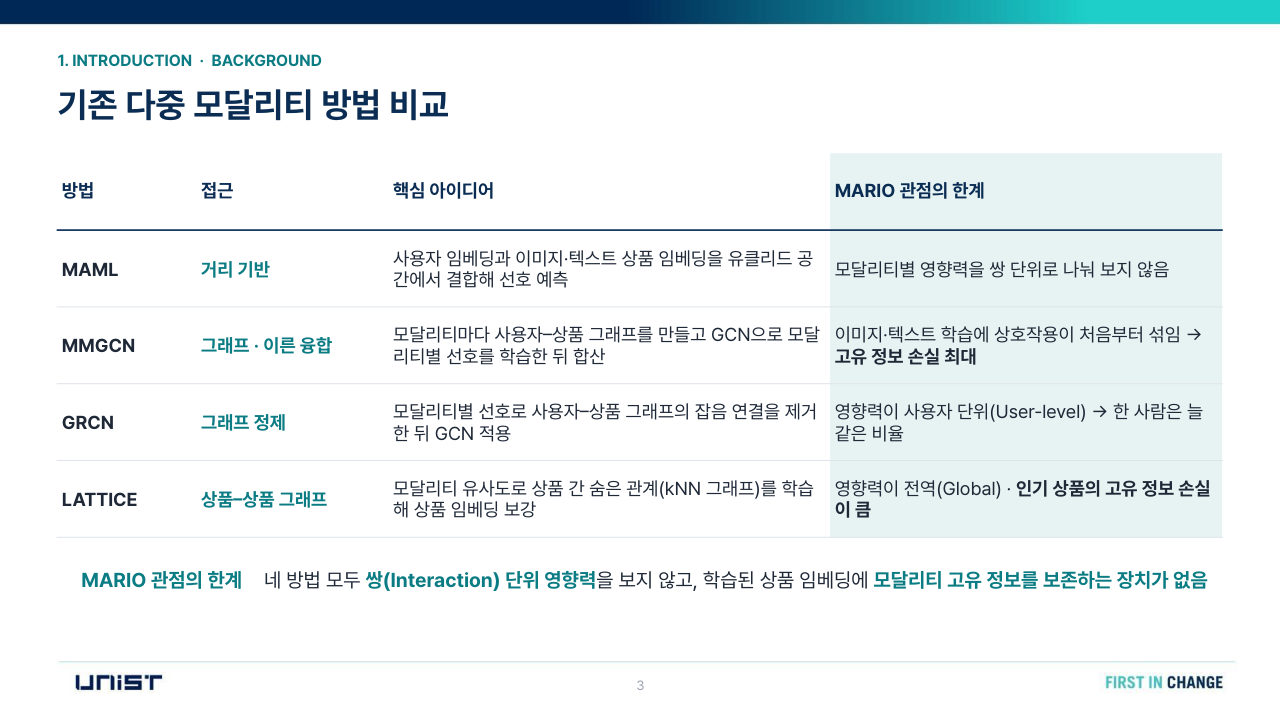 1. INTRODUCTION · BACKGROUND
기존 다중 모달리티 방법 비교
방법 접근 핵심 아이디어 MARIO 관점의 한계
MAML 거리 기반
사용자 임베딩과 이미지·텍스트 상품 임베딩을 유클리드 공
간에서 결합해 선호 예측
모달리티별 영향력을 쌍 단위로 나눠 보지 않음
MMGCN 그래프 · 이른 융합
모달리티마다 사용자–상품 그래프를 만들고 GCN으로 모달
리티별 선호를 학습한 뒤 합산
이미지·텍스트 학습에 상호작용이 처음부터 섞임 →
고유 정보 손실 최대
GRCN 그래프 정제
모달리티별 선호로 사용자–상품 그래프의 잡음 연결을 제거
한 뒤 GCN 적용
영향력이 사용자 단위(User-level) → 한 사람은 늘
같은 비율
LATTICE 상품–상품 그래프
모달리티 유사도로 상품 간 숨은 관계(kNN 그래프)를 학습
해 상품 임베딩 보강
영향력이 전역(Global) · 인기 상품의 고유 정보 손실
이 큼
MARIO 관점의 한계 네 방법 모두 쌍(Interaction) 단위 영향력을 보지 않고, 학습된 상품 임베딩에 모달리티 고유 정보를 보존하는 장치가 없음
UNIST
3
FIRST IN CHANGE